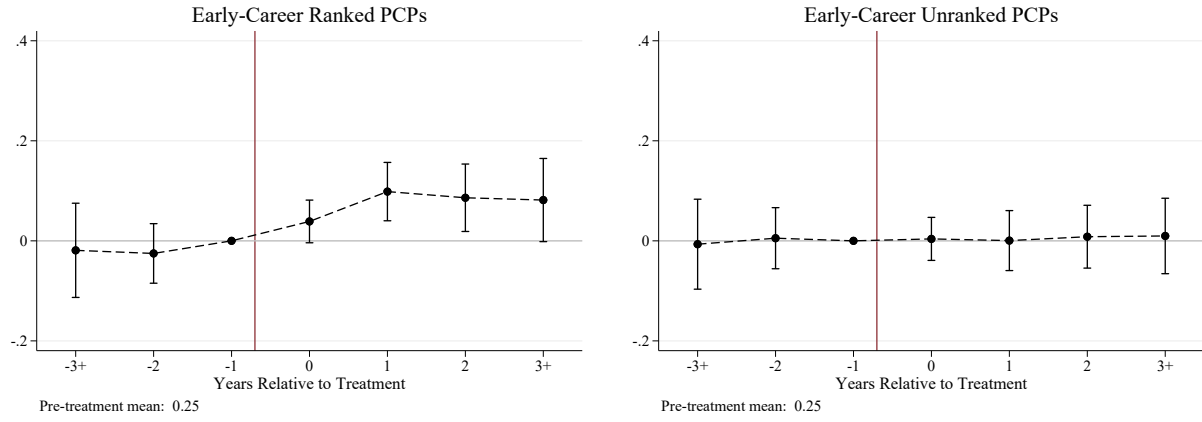 Early-Career Ranked PCPs
.4
.2
0
-.2
-3+ -2 -1 0 1 2 3+
Years Relative to Treatment
Pre-treatment mean: 0.25
Early-Career Unranked PCPs
.4
.2
0
-.2
-3+ -2 -1 0 1 2 3+
Years Relative to Treatment
Pre-treatment mean: 0.25